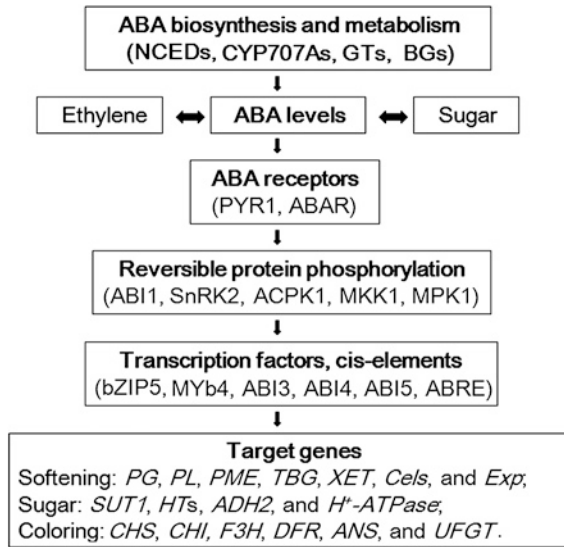 ABA biosynthesis and metabolism
(NCEDs, CYP707As, GTs, BGs)
Ethylene ABA levels Sugar
ABA receptors
(PYR1, ABAR)
Reversible protein phosphorylation
(ABI1, SnRK2, ACPK1, MKK1, MPK1)
Transcription factors, cis-elements
(bZIP5, MYb4, ABI3, ABI4, ABI5, ABRE)
Target genes
Softening: PG, PL, PME, TBG, XET, Cels, and Exp;
Sugar: SUT1, HTs, ADH2, and H⁺-ATPase;
Coloring: CHS, CHI, F3H, DFR, ANS, and UFGT.